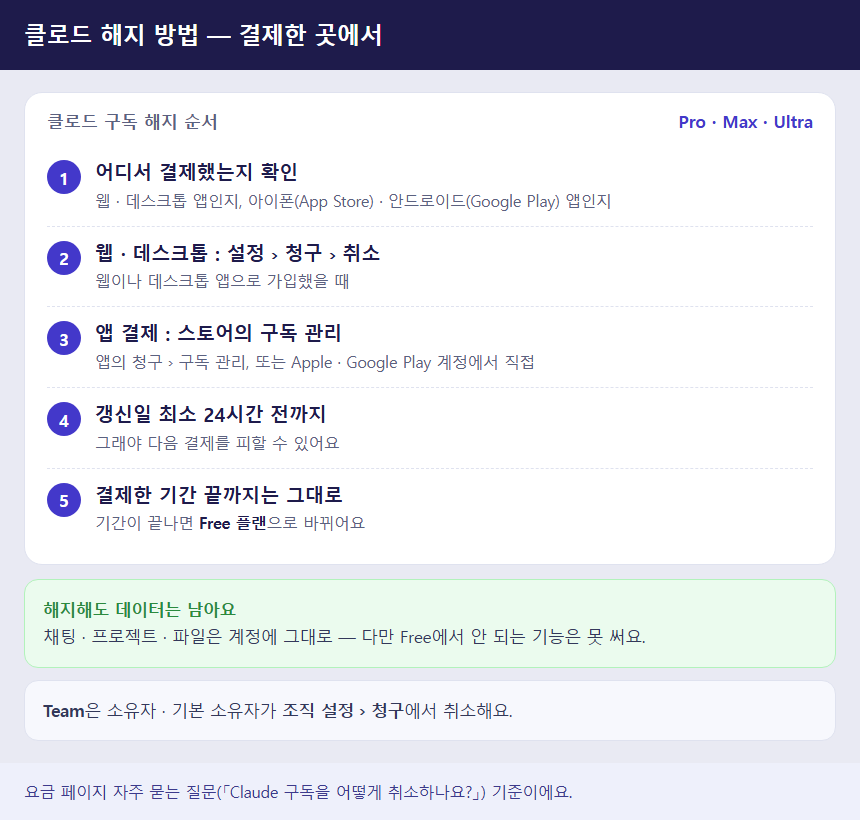 클로드 해지 방법 — 결제한 곳에서
클로드 구독 해지 순서
Pro · Max · Ultra
1
어디서 결제했는지 확인
웹 · 데스크톱 앱인지, 아이폰(App Store) · 안드로이드(Google Play) 앱인지
2
웹 · 데스크톱 : 설정 › 청구 › 취소
웹이나 데스크톱 앱으로 가입했을 때
3
앱 결제 : 스토어의 구독 관리
앱의 청구 › 구독 관리, 또는 Apple · Google Play 계정에서 직접
4
갱신일 최소 24시간 전까지
그래야 다음 결제를 피할 수 있어요
5
결제한 기간 끝까지는 그대로
기간이 끝나면 Free 플랜으로 바뀌어요
해지해도 데이터는 남아요
채팅 · 프로젝트 · 파일은 계정에 그대로 — 다만 Free에서 안 되는 기능은 못 써요.
Team은 소유자 · 기본 소유자가 조직 설정 › 청구에서 취소해요.
요금 페이지 자주 묻는 질문(「Claude 구독을 어떻게 취소하나요?」) 기준이에요.